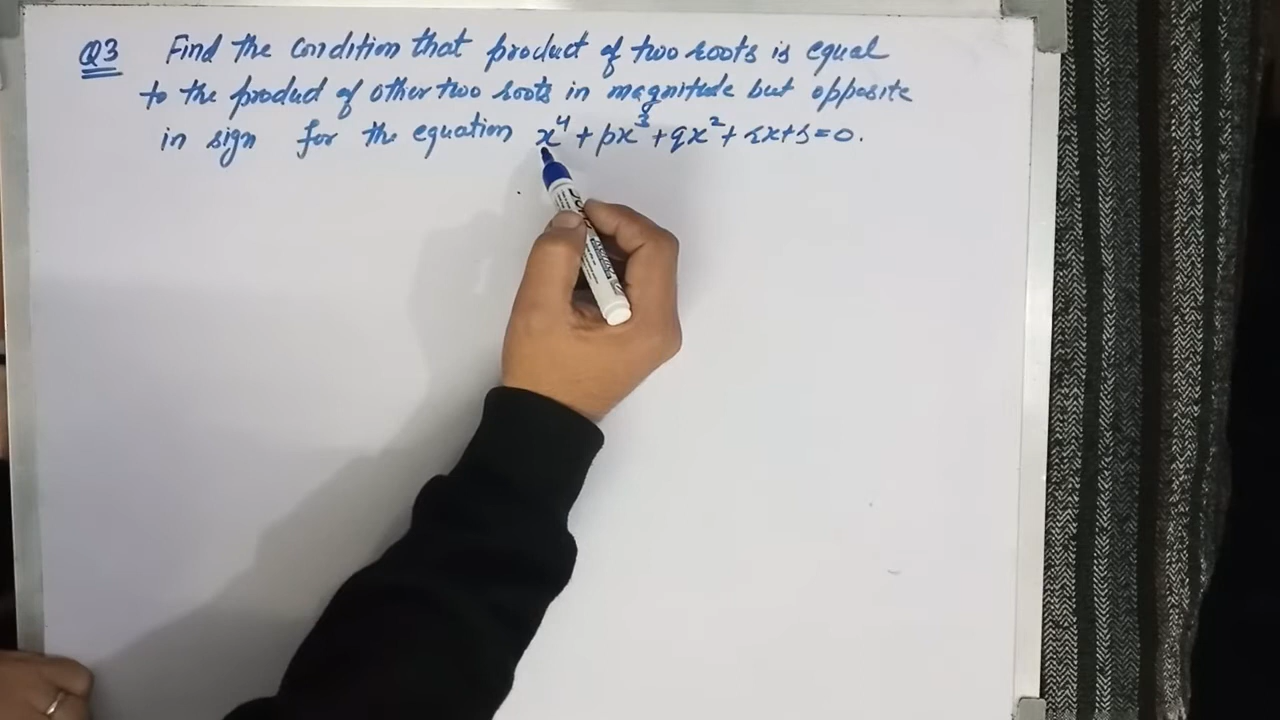 Q3 Find the condition that product of two roots is equal
to the product of other two roots in magnitude but opposite
in sign for the equation x⁴+px³+qx²+rx+s=0.